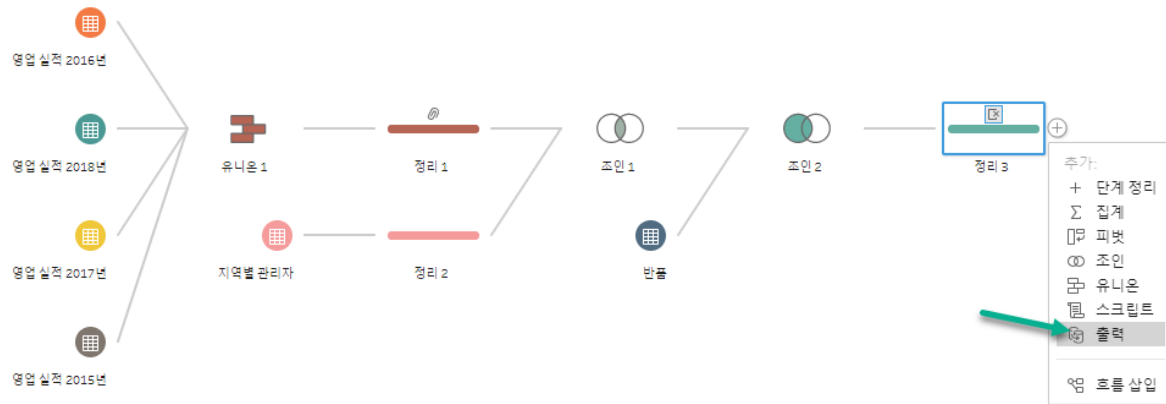 영업 실적 2016년
영업 실적 2018년
유니온 1
정리 1
조인 1
조인 2
정리 3
영업 실적 2017년
지역별 관리자
정리 2
반품
영업 실적 2015년
추가:
단계 정리
집계
피벗
조인
유니온
스크립트
출력
흐름 삽입